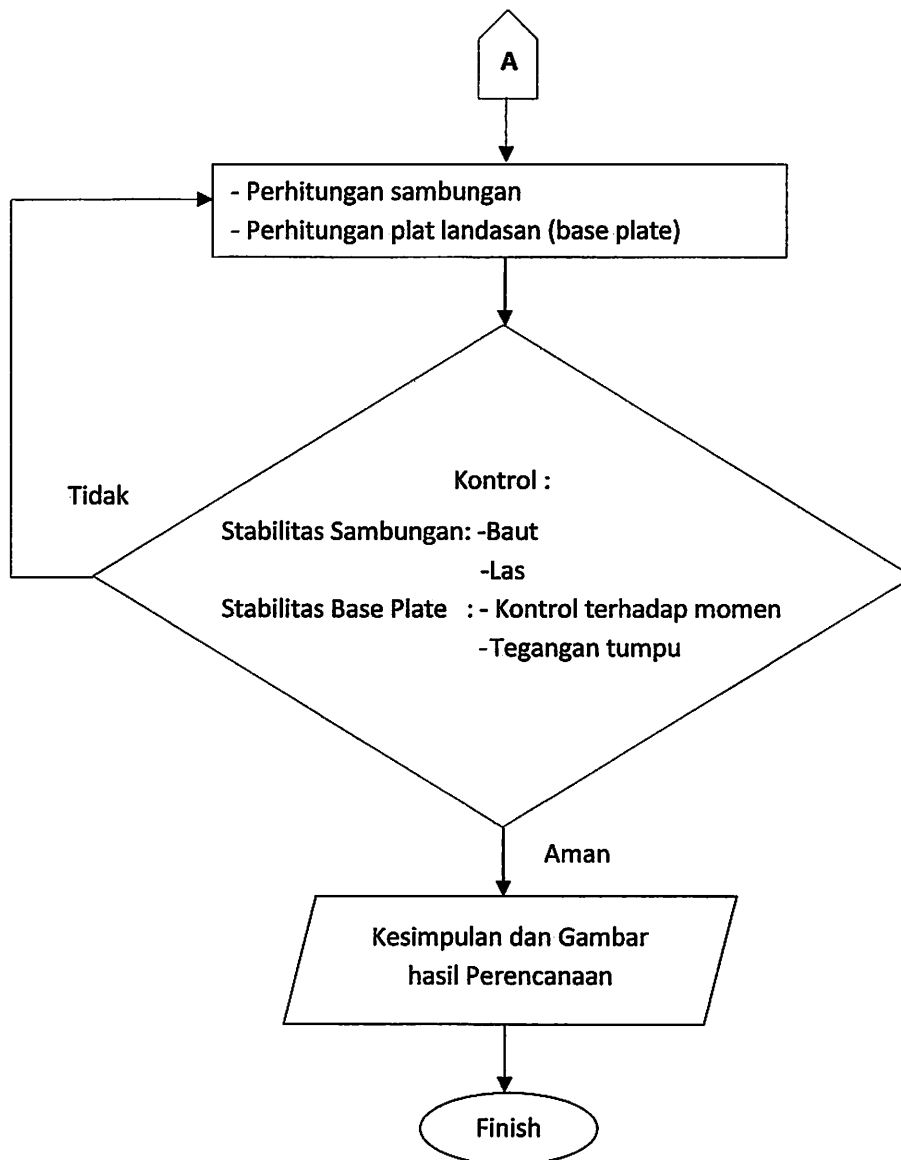 A
- Perhitungan sambungan
- Perhitungan plat landasan (base plate)
Tidak
Kontrol :
Stabilitas Sambungan: -Baut
-Las
Stabilitas Base Plate : - Kontrol terhadap momen
-Tegangan tumpu
Aman
Kesimpulan dan Gambar
hasil Perencanaan
Finish